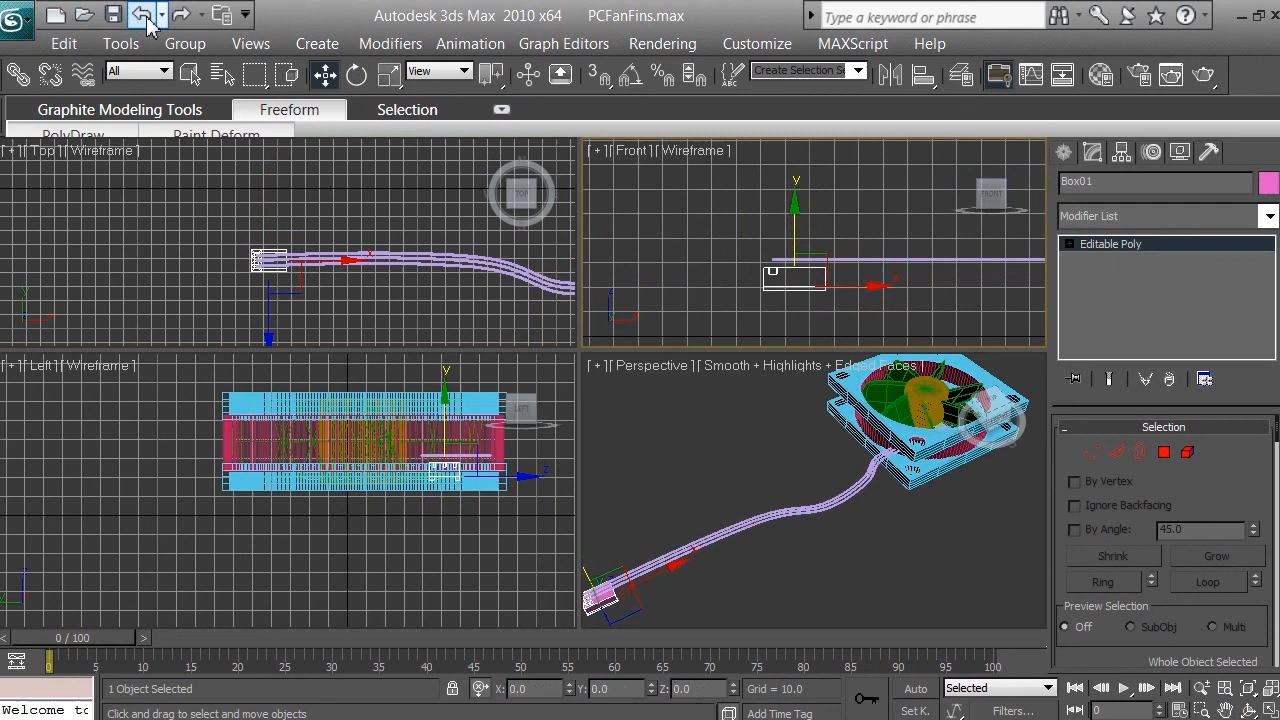 Autodesk 3ds Max 2010 x64 PCFanFins.max
Type a keyword or phrase
Edit Tools Group Views Create Modifiers Animation Graph Editors Rendering Customize MAXScript Help
All
View
3
ABC
Create Selection Se
Graphite Modeling Tools Freeform Selection
PolyDraw Paint Deform
[ + ][ Top ][ Wireframe ]
TOP
x
y
x
[ + ][ Front ][ Wireframe ]
FRONT
y
x
z
x
[ + ][ Left ][ Wireframe ]
LEFT
y
z
[ + ][ Perspective ][ Smooth + Highlights + Edged Faces ]
x
Box01
Modifier List
Editable Poly
- Selection
By Vertex
Ignore Backfacing
By Angle: 45.0
Shrink Grow
Ring Loop
Preview Selection
Off SubObj Multi
Whole Object Selected
< 0 / 100 >
0 5 10 15 20 25 30 35 40 45 50 55 60 65 70 75 80 85 90 95 100
1 Object Selected X: 0.0 Y: 0.0 Z: 0.0 Grid = 10.0
Auto Selected
Welcome to
Click and drag to select and move objects
Add Time Tag
Set K. Filters... 0